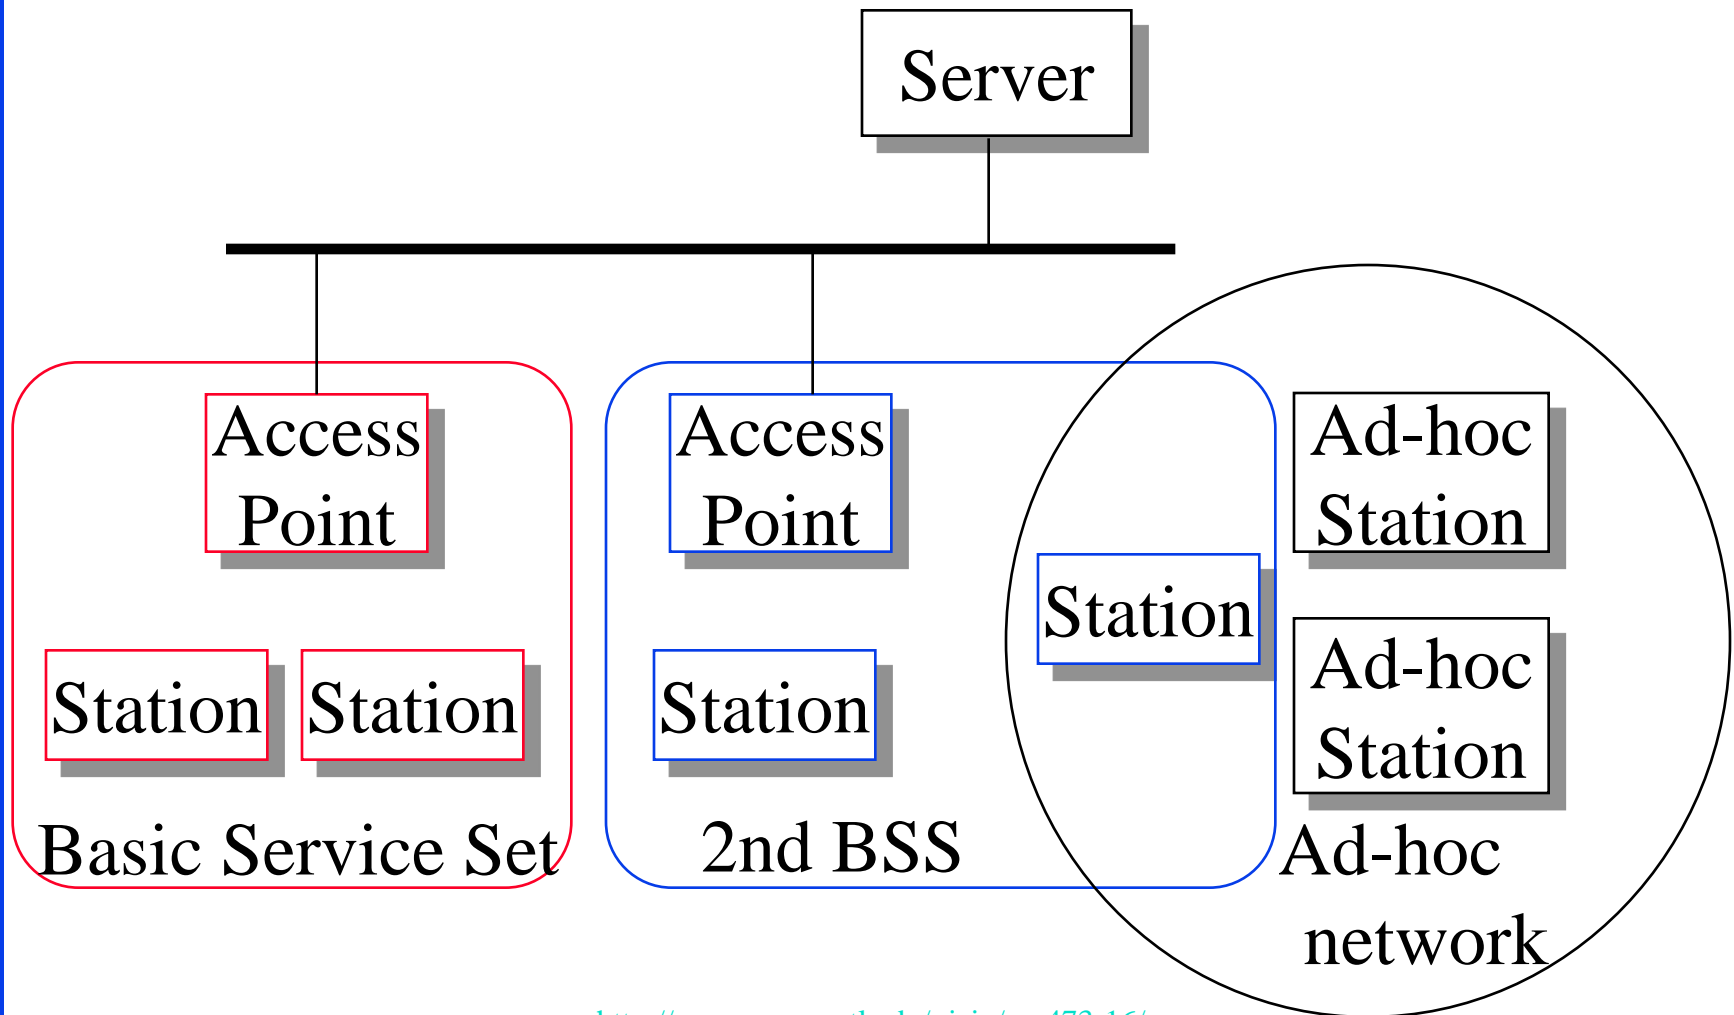 Server
Access
Point
Station
Station
Basic Service Set
Access
Point
Station
Station
2nd BSS
Ad-hoc
Station
Ad-hoc
Station
Ad-hoc
network